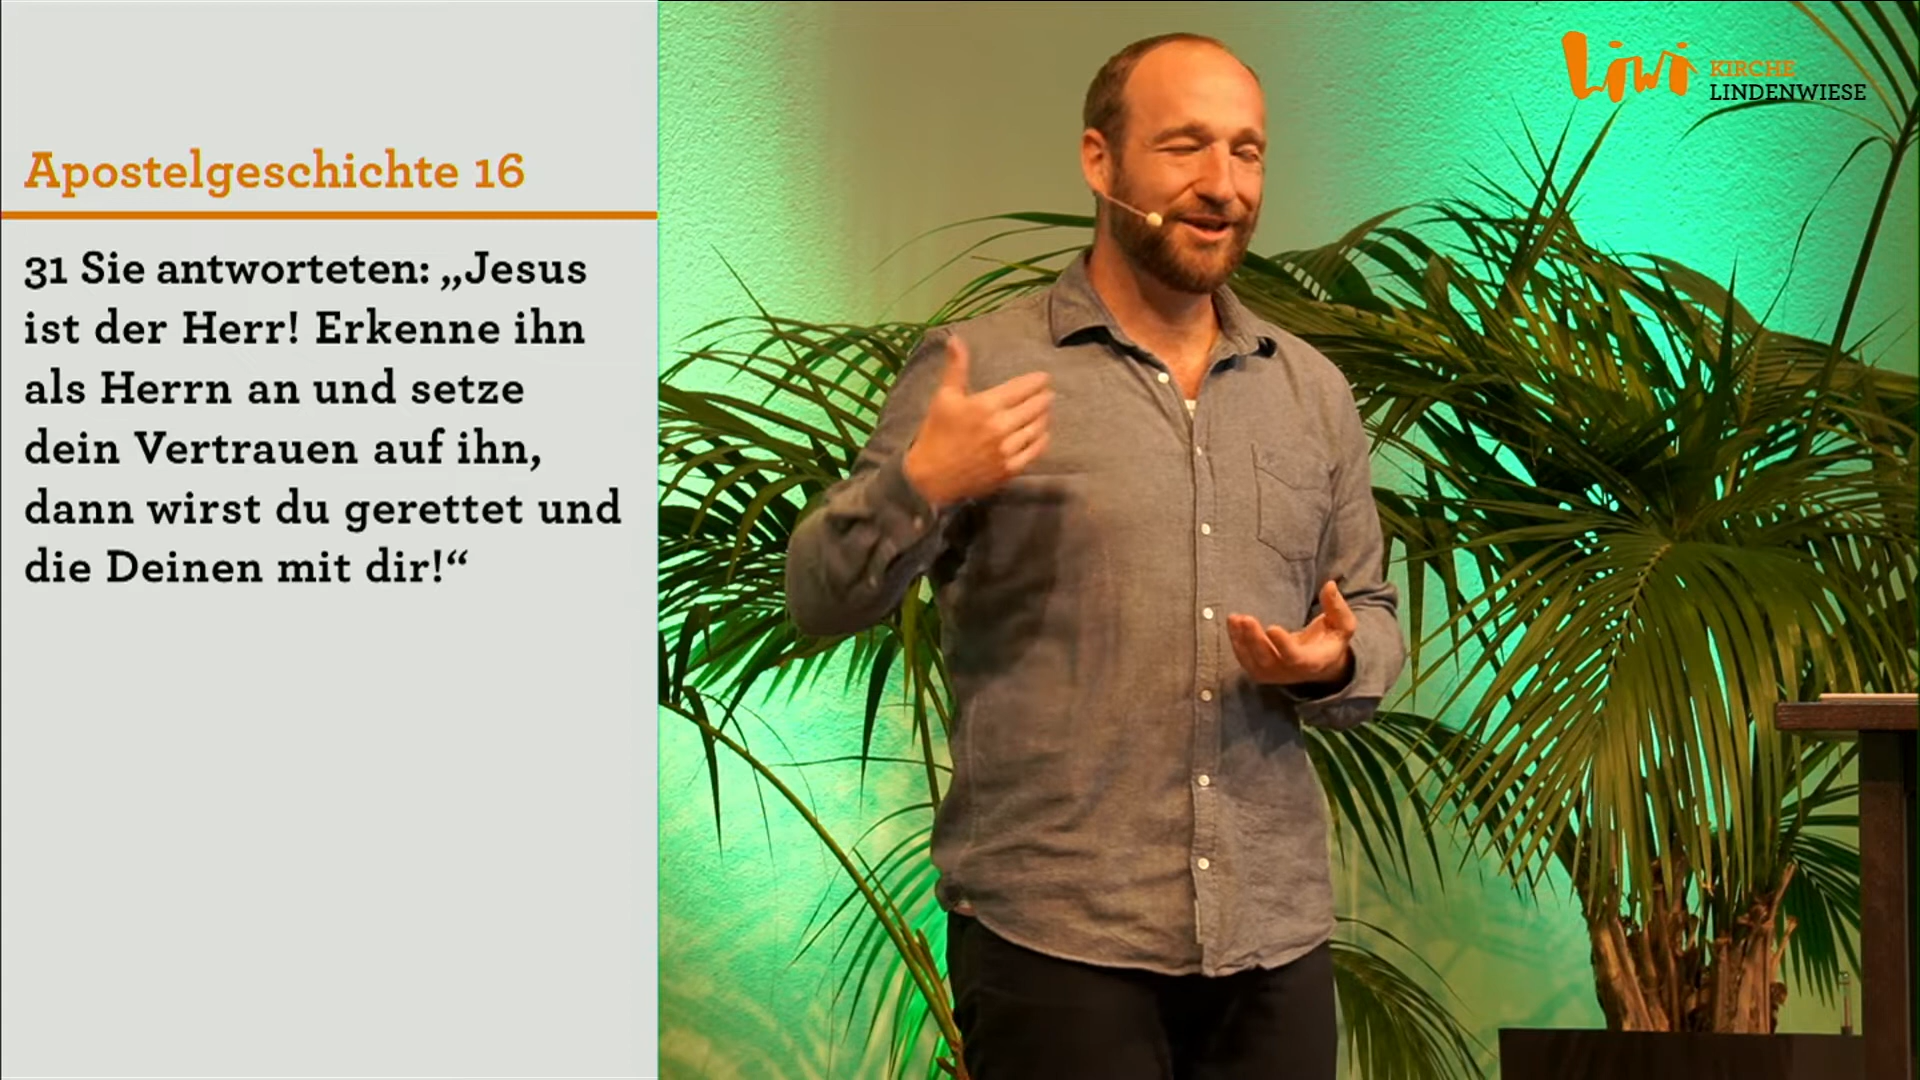 Apostelgeschichte 16
31 Sie antworteten: „Jesus
ist der Herr! Erkenne ihn
als Herrn an und setze
dein Vertrauen auf ihn,
dann wirst du gerettet und
die Deinen mit dir!“
Liwi
KIRCHE
LINDENWIESE